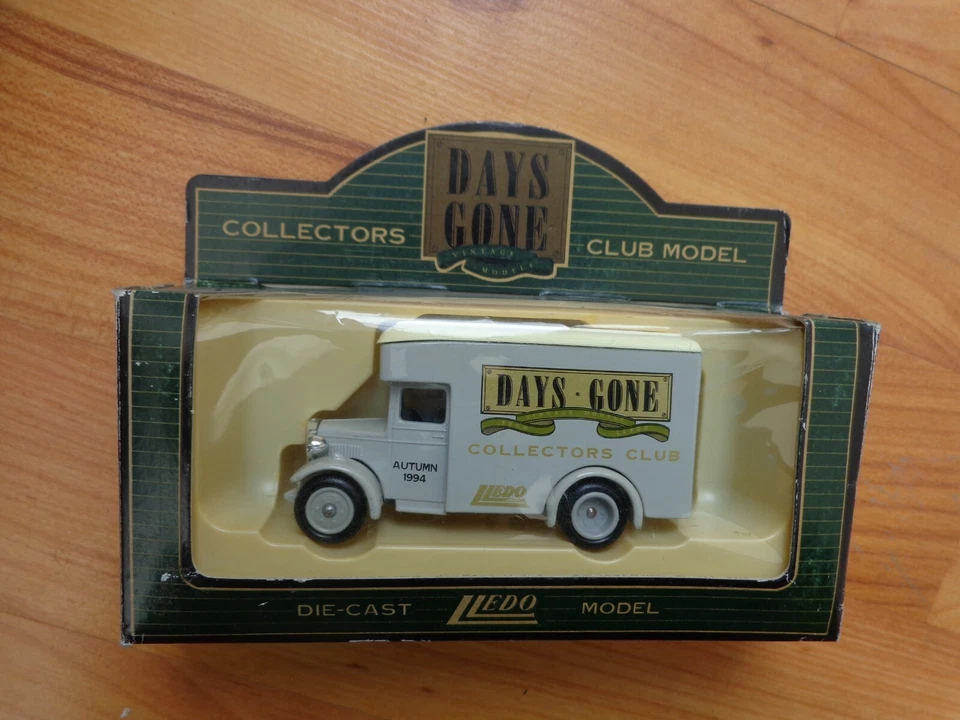 DAYS
GONE
VINTAGE
MODELS
COLLECTORS
CLUB MODEL
DAYS · GONE
COLLECTORS CLUB
AUTUMN
1994
LLEDO
DIE-CAST LLEDO MODEL